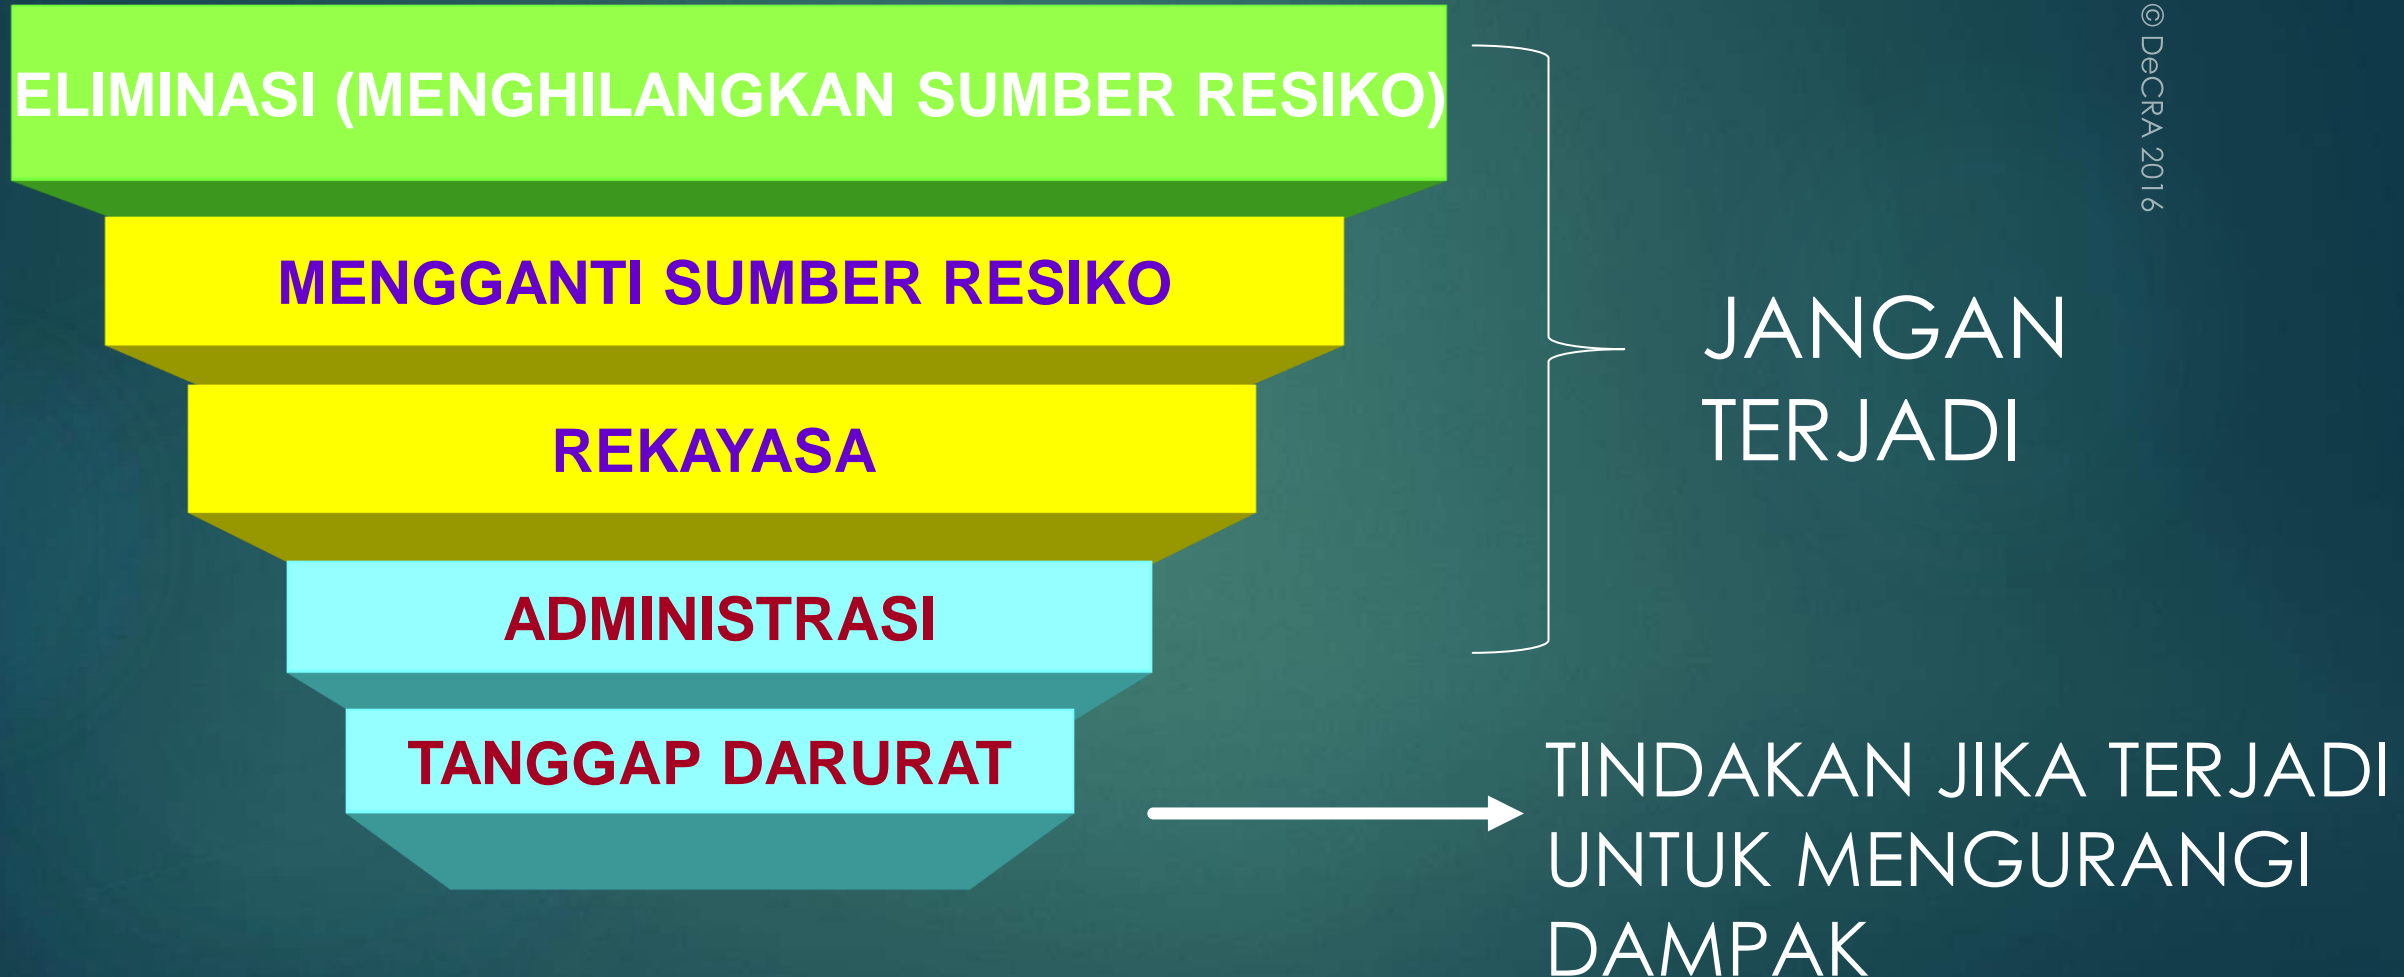 ELIMINASI (MENGHILANGKAN SUMBER RESIKO)
MENGGANTI SUMBER RESIKO
REKAYASA
ADMINISTRASI
TANGGAP DARURAT
JANGAN
TERJADI
TINDAKAN JIKA TERJADI
UNTUK MENGURANGI
DAMPAK
© DeCRA 2016